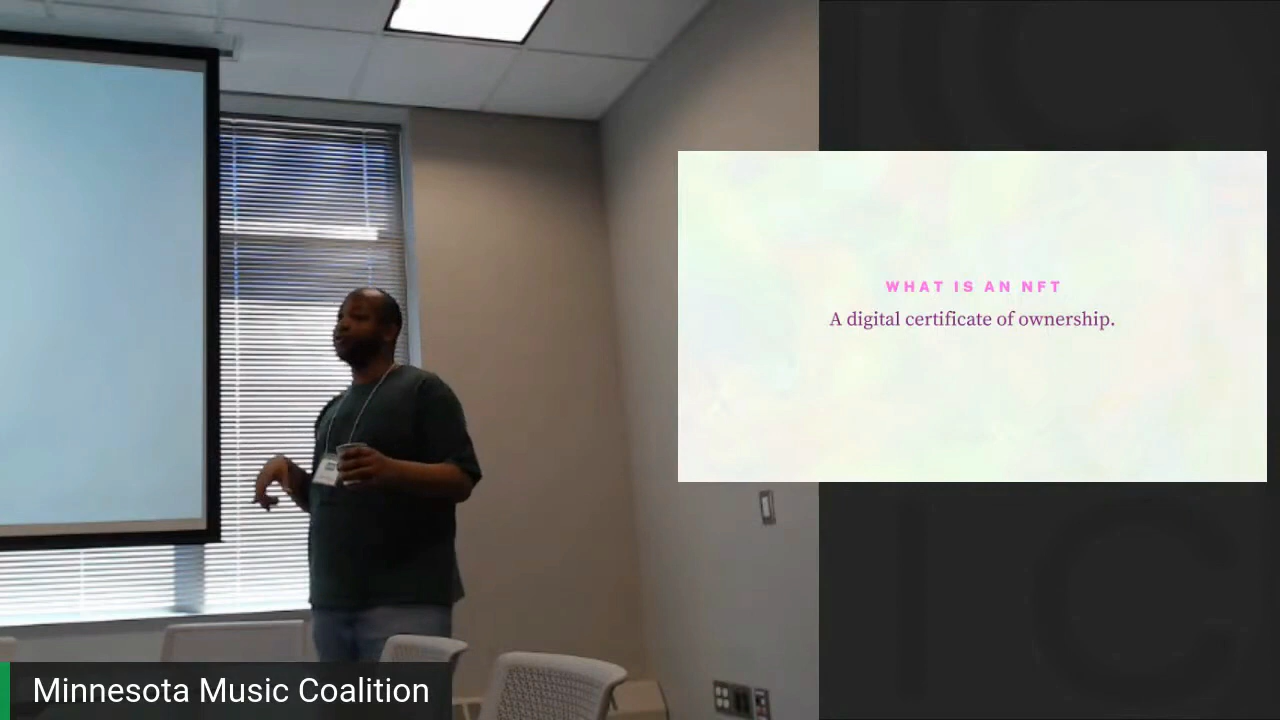 WHAT IS AN NFT
A digital certificate of ownership.
Minnesota Music Coalition